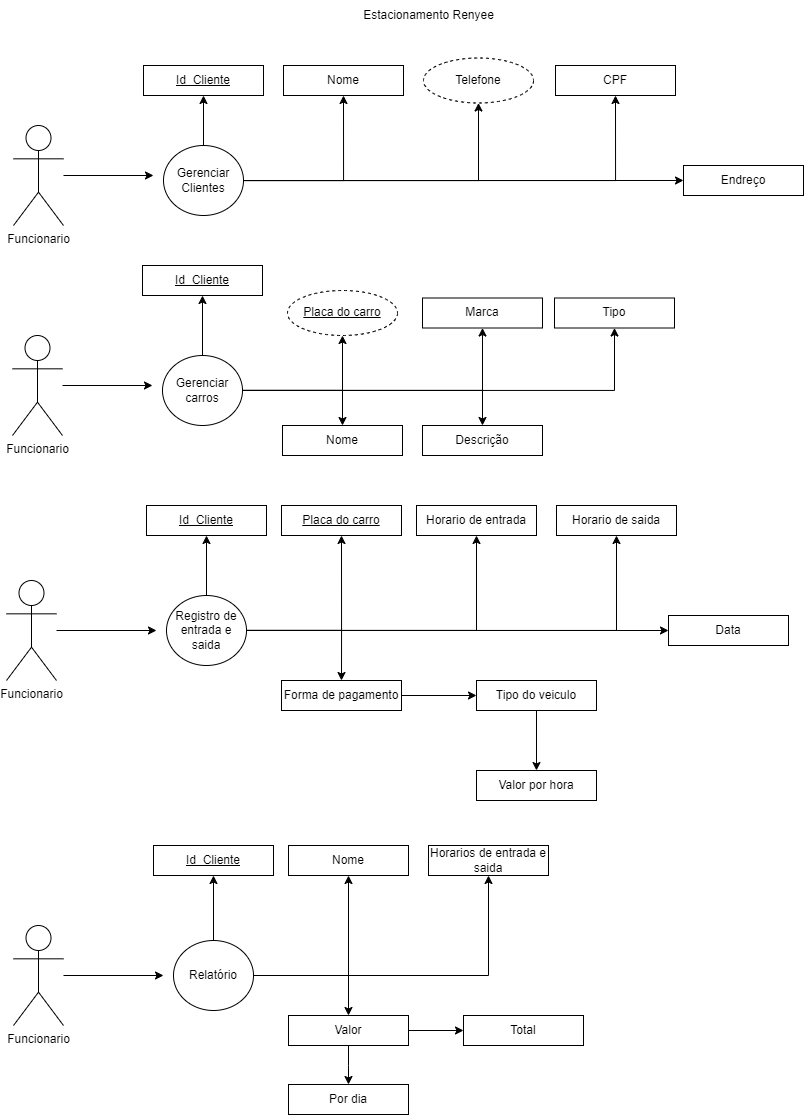 Estacionamento Renyee
Id_Cliente
Nome
Telefone
CPF
Gerenciar
Clientes
Endreço
Funcionario
Id_Cliente
Placa do carro
Marca
Tipo
Gerenciar
carros
Nome
Descrição
Funcionario
Id_Cliente
Placa do carro
Horario de entrada
Horario de saida
Registro de
entrada e
saida
Data
Funcionario
Forma de pagamento
Tipo do veiculo
Valor por hora
Id_Cliente
Nome
Horarios de entrada e
saida
Relatório
Funcionario
Valor
Total
Por dia